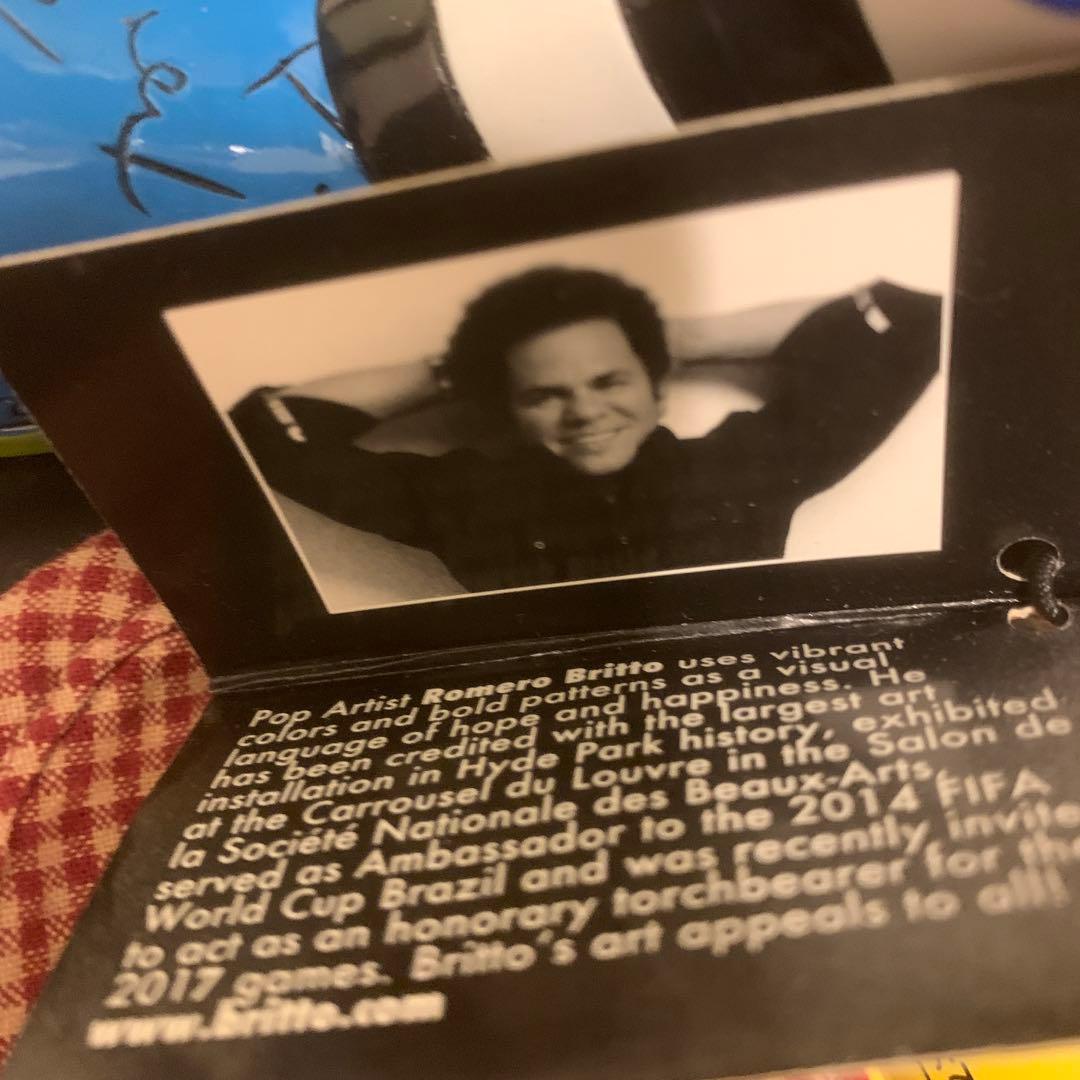 Pop Artist Romero Britto uses vibrant
colors and bold patterns as a visual
language of hope and happiness. He
has been credited with the largest art
installation in Hyde Park history, exhibited
at the Carrousel du Louvre in the Salon de
la Société Nationale des Beaux-Arts,
served as Ambassador to the 2014 FIFA
World Cup Brazil and was recently invite
to act as an honorary torchbearer for the
2017 games. Britto's art appeals to all!
www.britto.com